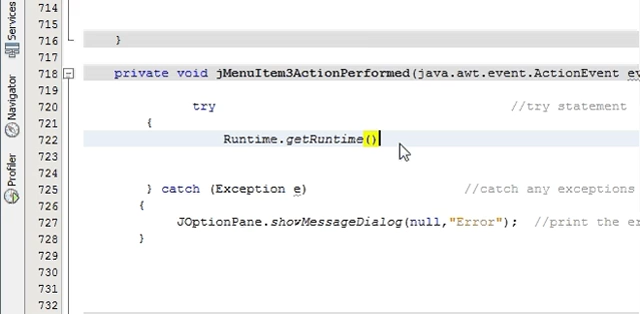 Services
Navigator
Profiler
714
715
716 }
717
718 private void jMenuItem3ActionPerformed(java.awt.event.ActionEvent ev
719
720 try //try statement
721 {
722 Runtime.getRuntime()
723
724
725 } catch (Exception e) //catch any exceptions
726 {
727 JOptionPane.showMessageDialog(null,"Error"); //print the er
728 }
729
730
731
732